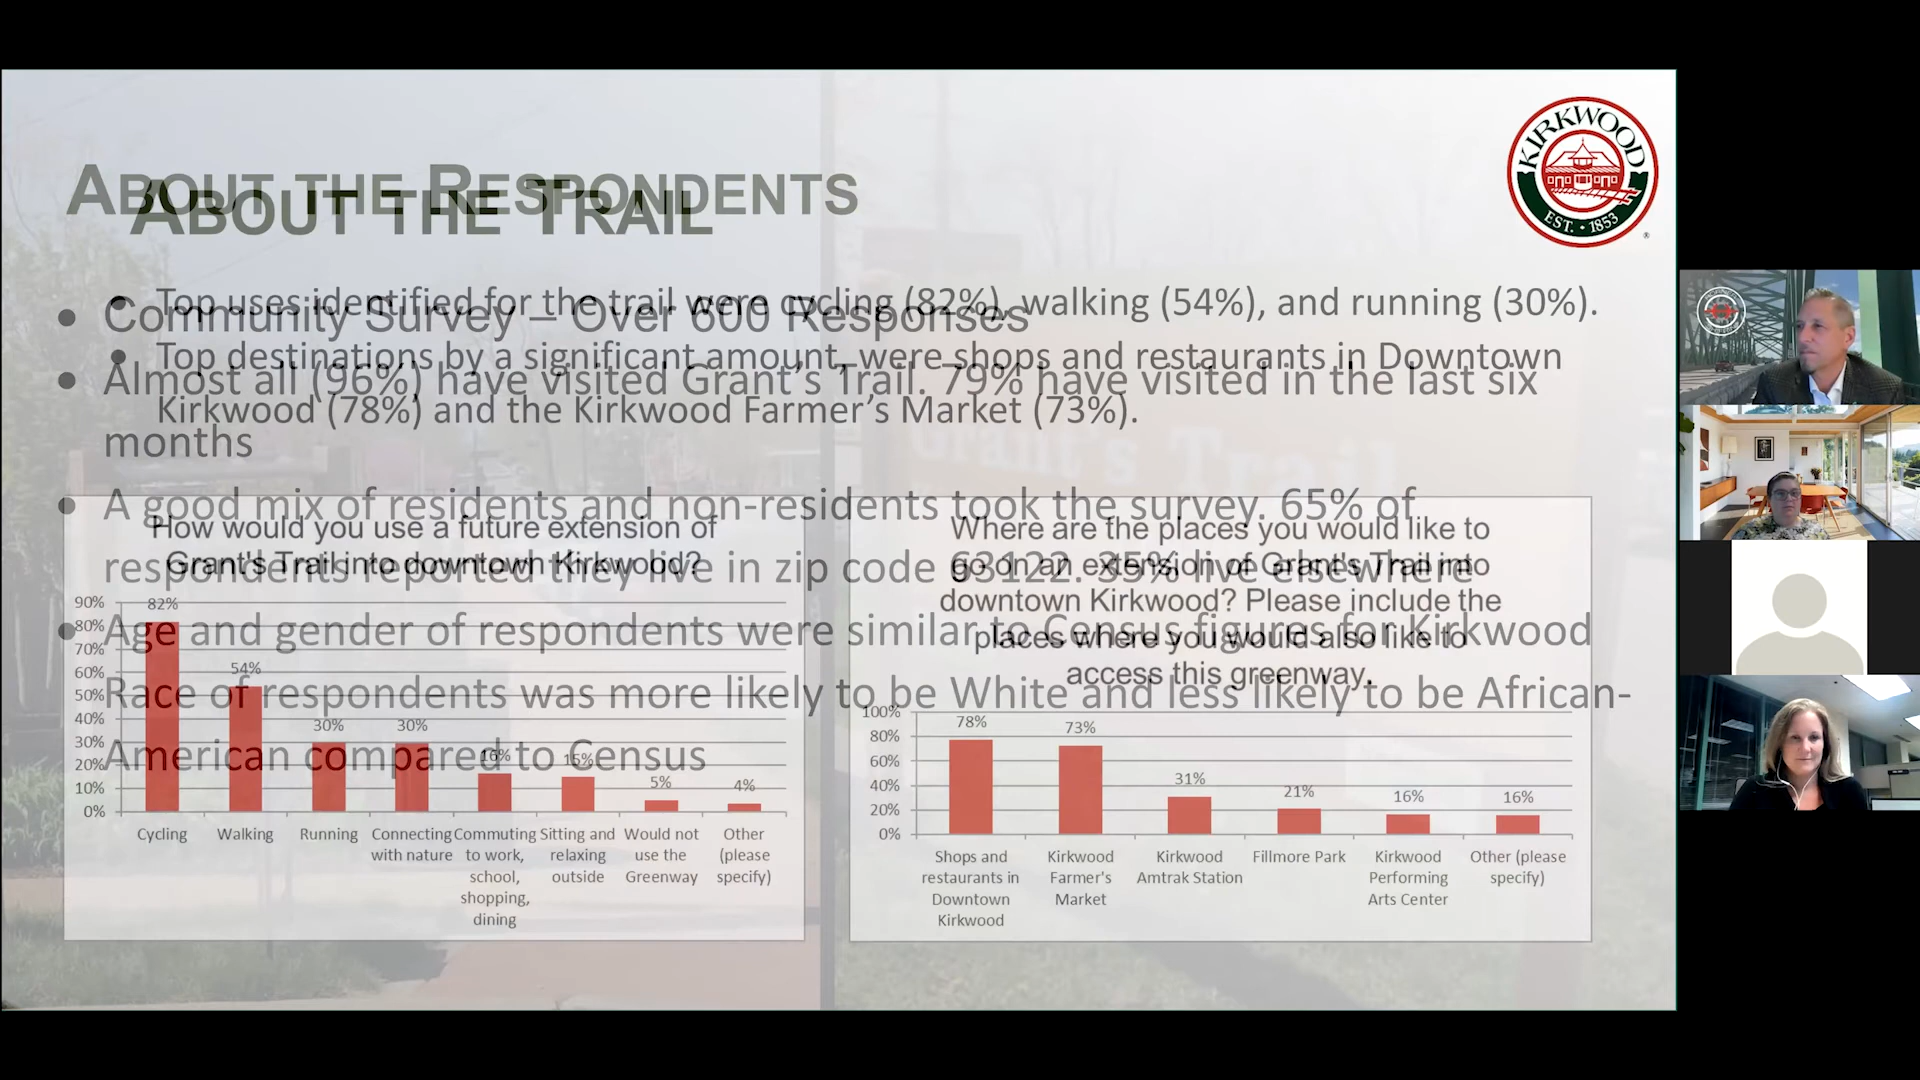 ABOUT THE RESPONDENTS
ABOUT THE TRAIL
KIRKWOOD
EST. • 1853
®
• Top uses identified for the trail were cycling (82%), walking (54%), and running (30%).
• Community Survey – Over 600 Responses
• Top destinations by a significant amount, were shops and restaurants in Downtown
Kirkwood (78%) and the Kirkwood Farmer's Market (73%).
• Almost all (96%) have visited Grant's Trail. 79% have visited in the last six
months
Grant's Trail
• A good mix of residents and non-residents took the survey. 65% of
respondents reported they live in zip code 63122. 35% live elsewhere
• Age and gender of respondents were similar to Census figures for Kirkwood
Race of respondents was more likely to be White and less likely to be African-
American compared to Census
How would you use a future extension of
Grant's Trail into downtown Kirkwood?
90%
80%
70%
60%
50%
40%
30%
20%
10%
0%
82%
54%
30%
30%
16%
15%
5%
4%
Cycling
Walking
Running
Connecting
with nature
Commuting
to work,
school,
shopping,
dining
Sitting and
relaxing
outside
Would not
use the
Greenway
Other
(please
specify)
Where are the places you would like to
go on an extension of Grant's Trail into
downtown Kirkwood? Please include the
places where you would also like to
access this greenway.
100%
80%
60%
40%
20%
0%
78%
73%
31%
21%
16%
16%
Shops and
restaurants in
Downtown
Kirkwood
Kirkwood
Farmer's
Market
Kirkwood
Amtrak Station
Fillmore Park
Kirkwood
Performing
Arts Center
Other (please
specify)